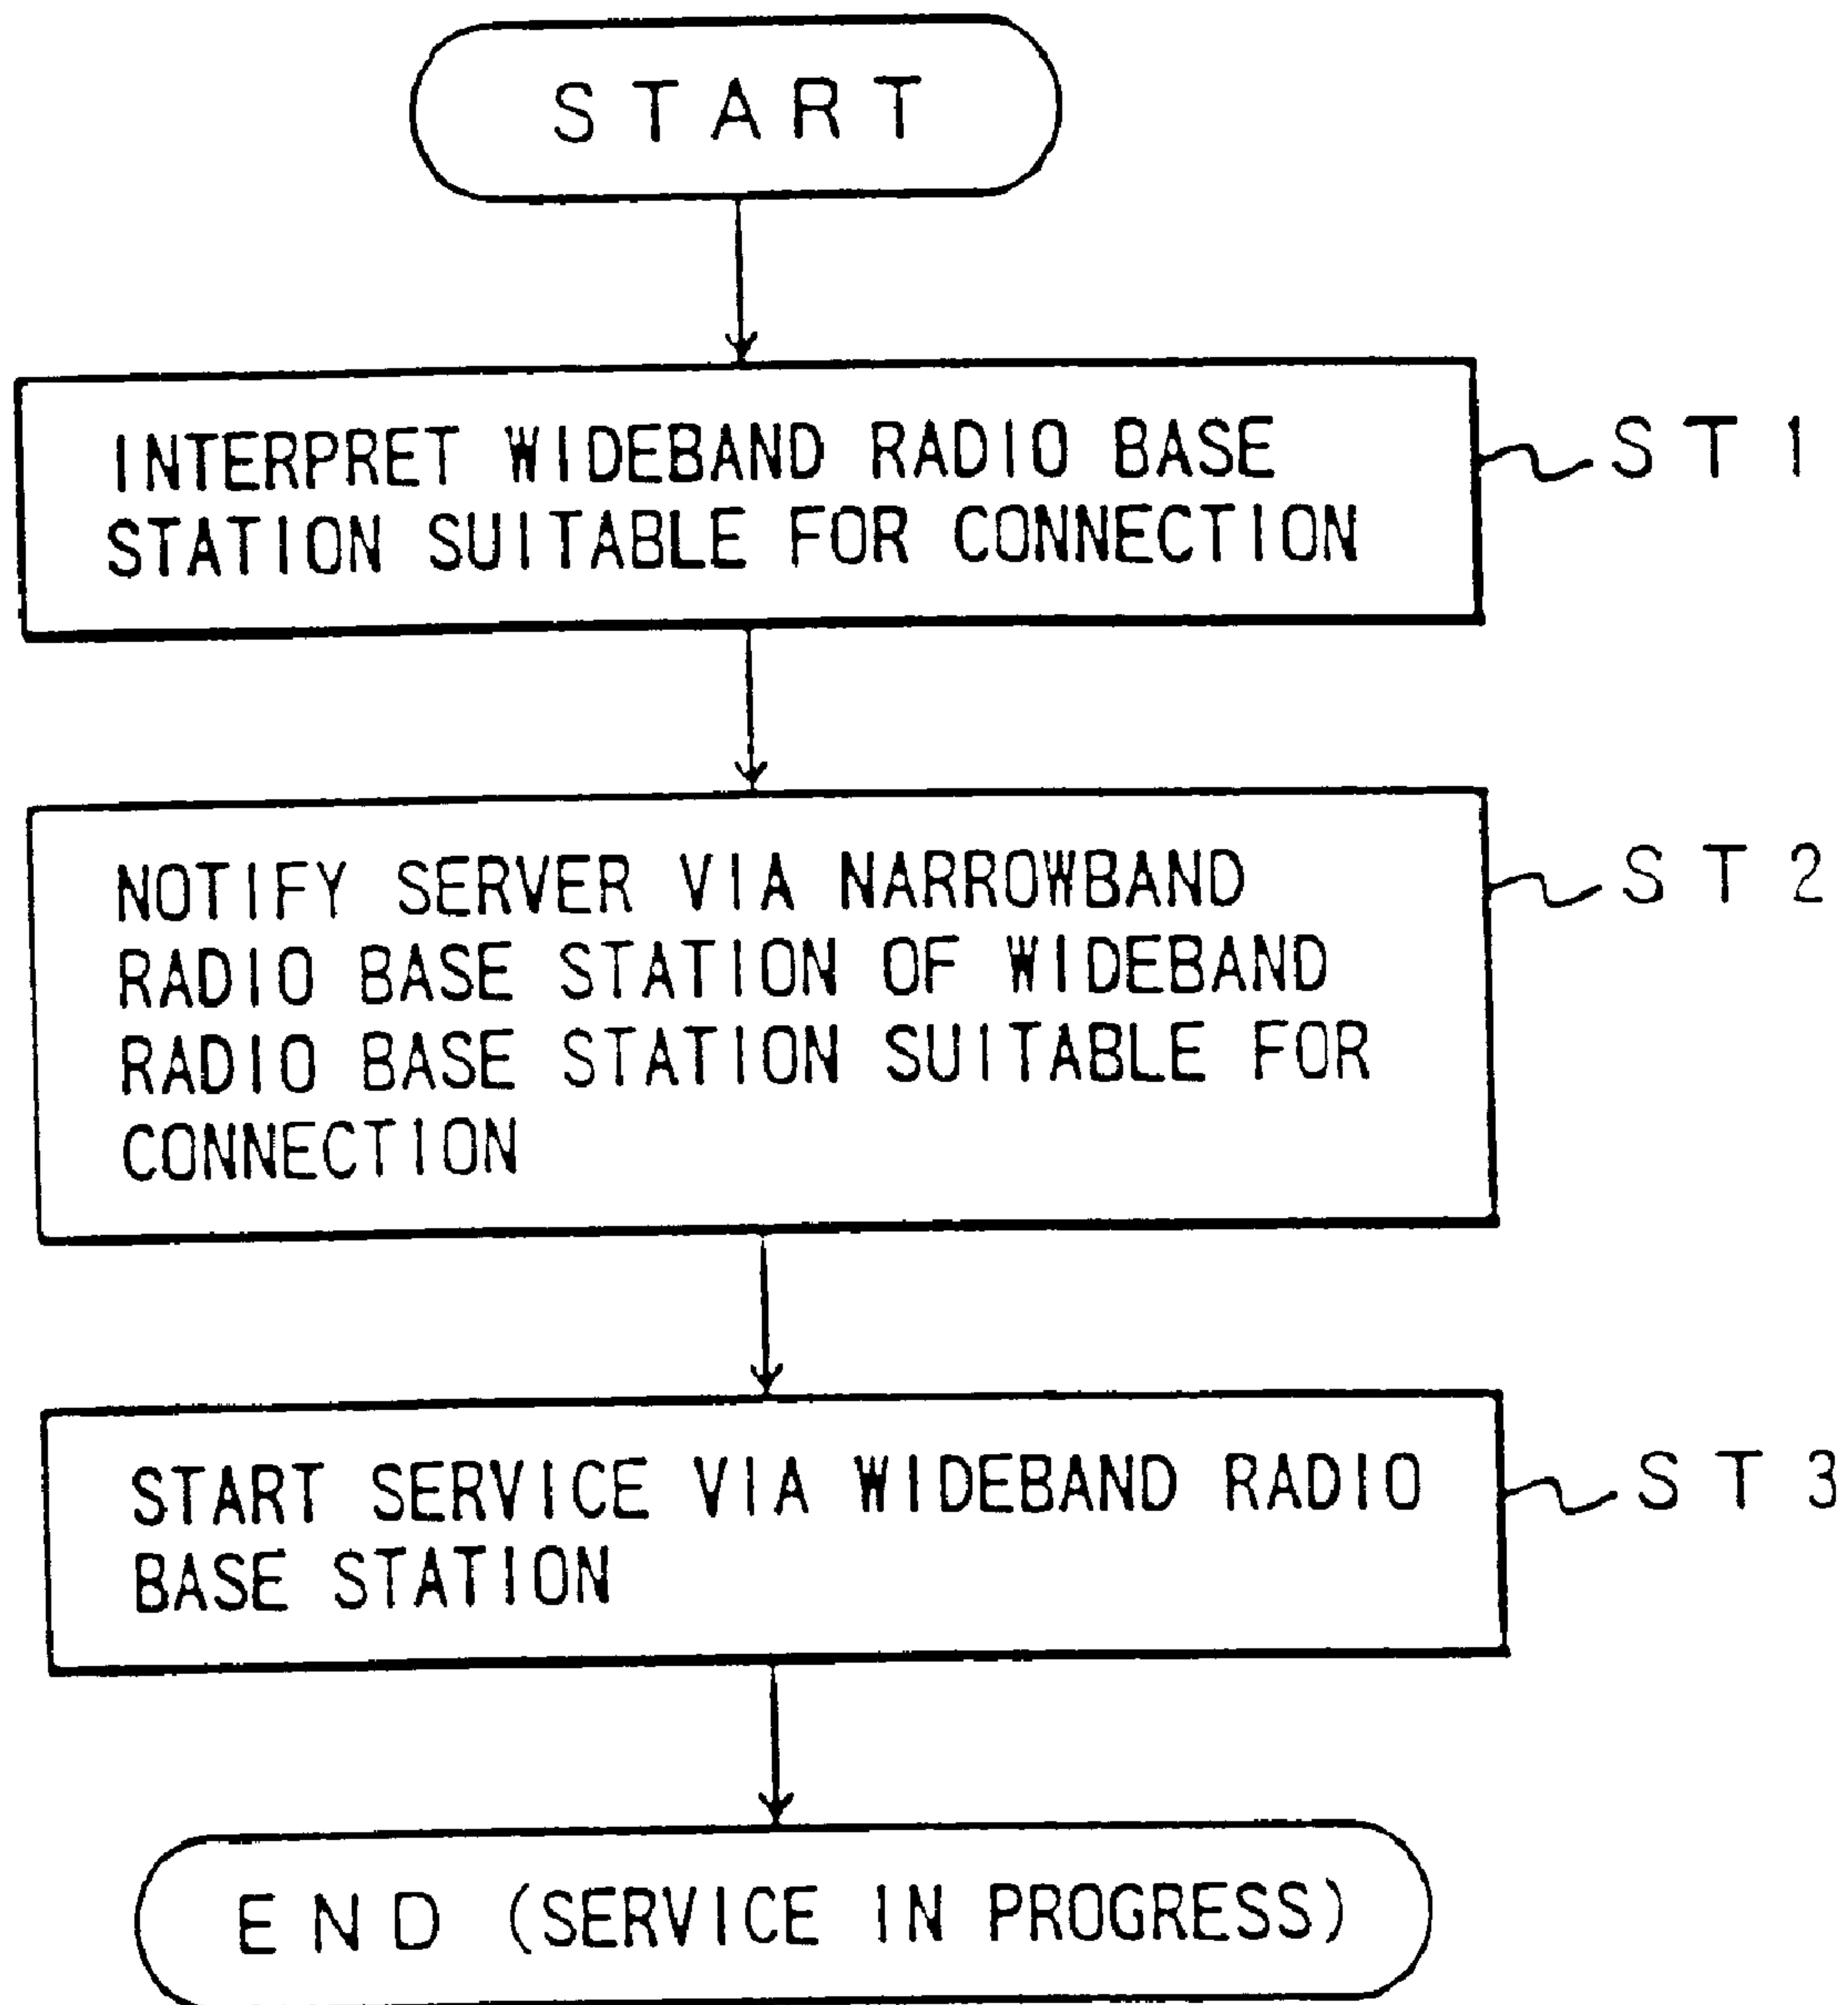 START
INTERPRET WIDEBAND RADIO BASE
STATION SUITABLE FOR CONNECTION
ST1
NOTIFY SERVER VIA NARROWBAND
RADIO BASE STATION OF WIDEBAND
RADIO BASE STATION SUITABLE FOR
CONNECTION
ST2
START SERVICE VIA WIDEBAND RADIO
BASE STATION
ST3
END (SERVICE IN PROGRESS)